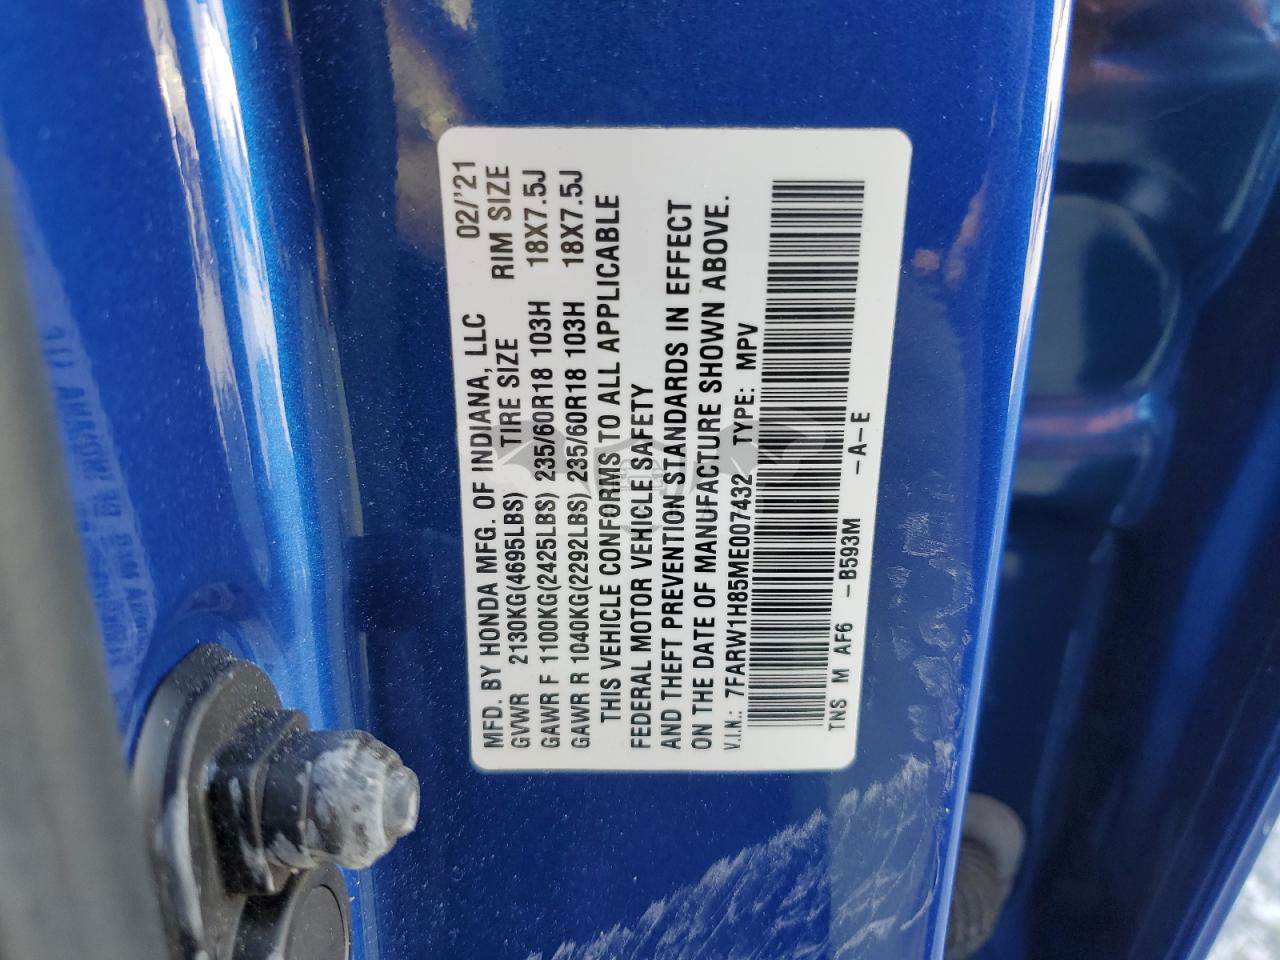 MFD. BY HONDA MFG. OF INDIANA, LLC 02/'21
GVWR 2130KG(4695LBS) TIRE SIZE RIM SIZE
GAWR F 1100KG(2425LBS) 235/60R18 103H 18X7.5J
GAWR R 1040KG(2292LBS) 235/60R18 103H 18X7.5J
THIS VEHICLE CONFORMS TO ALL APPLICABLE
FEDERAL MOTOR VEHICLE SAFETY
AND THEFT PREVENTION STANDARDS IN EFFECT
ON THE DATE OF MANUFACTURE SHOWN ABOVE.
V.I.N.: 7FARW1H85ME007432 TYPE: MPV
TNS M AF6 -B593M -A-E